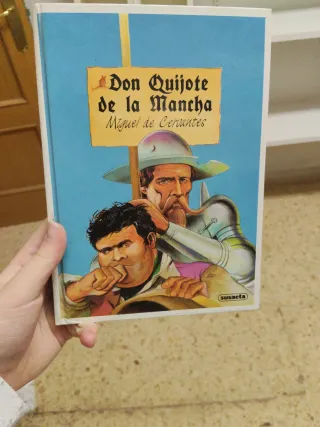 Don Quijote
de la Mancha
Miguel de Cervantes
susaeta